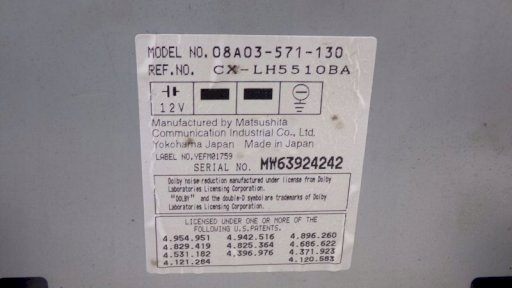 MODEL NO. 08A03-571-130
REF.NO. CX-LH5510BA
12V
Manufactured by Matsushita
Communication Industrial Co., Ltd.
Yokohama Japan Made in Japan
LABEL NO.YEFM01759
SERIAL NO. MW63924242
Dolby noise-reduction manufactured under license from Dolby
Laboratories Licensing Corporation.
"DOLBY" and the double-D symbol are trademarks of Dolby
Laboratories Licensing Corporation.
LICENSED UNDER ONE OR MORE OF THE
FOLLOWING U.S.PATENTS.
4.954.951 4.942.516 4.896.260
4.829.419 4.825.364 4.686.622
4.531.182 4.396.976 4.371.923
4.121.284 4.120.583